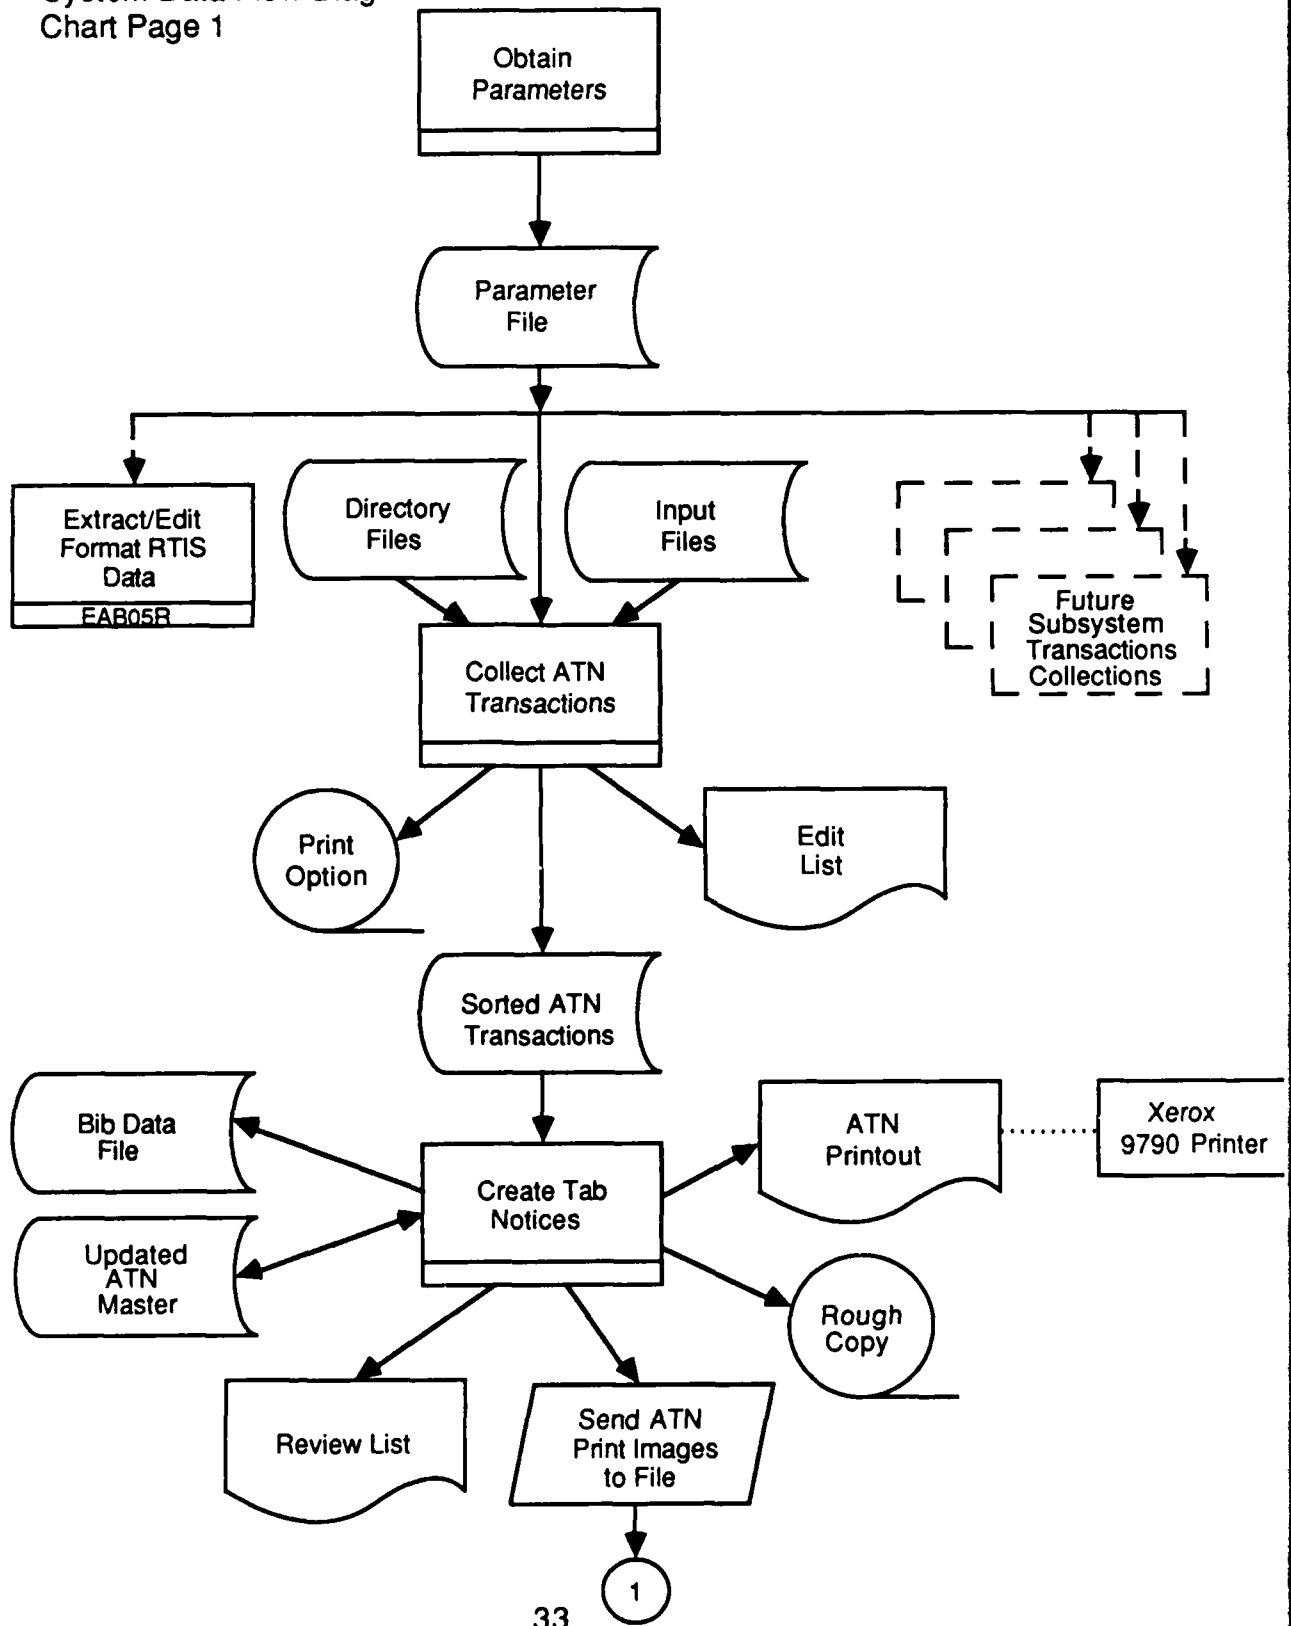 Chart Page 1
Obtain
Parameters
Parameter
File
Extract/Edit
Format RTIS
Data
EAB05R
Directory
Files
Input
Files
Future
Subsystem
Transactions
Collections
Collect ATN
Transactions
Print
Option
Edit
List
Sorted ATN
Transactions
Bib Data
File
Updated
ATN
Master
Create Tab
Notices
ATN
Printout
Xerox
9790 Printer
Rough
Copy
Review List
Send ATN
Print Images
to File
1
33